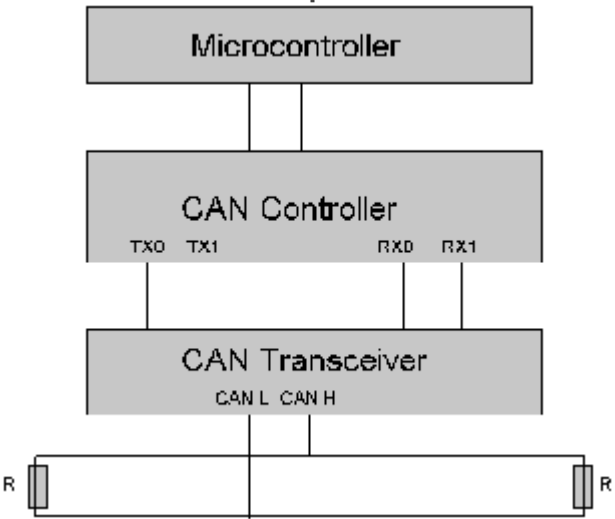 Microcontroller
CAN Controller
TX0 TX1 RX0 RX1
CAN Transceiver
CAN L CAN H
R R